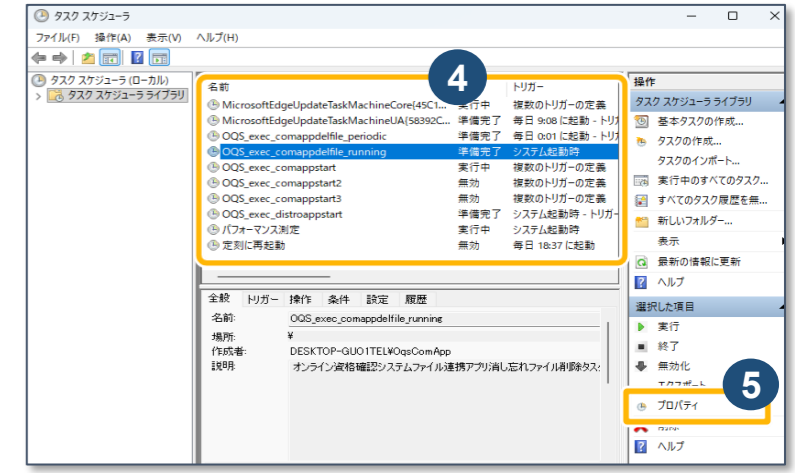 タスク スケジューラ
ファイル(F) 操作(A) 表示(V) ヘルプ(H)
タスク スケジューラ (ローカル)
タスク スケジューラ ライブラリ
4
名前 トリガー
MicrosoftEdgeUpdateTaskMachineCore{45C1... 実行中 複数のトリガーの定義
MicrosoftEdgeUpdateTaskMachineUA{58392C... 準備完了 毎日 9:08 に起動 - トリガ
OQS_exec_comappdelfile_periodic 準備完了 毎日 0:01 に起動 - トリガ
OQS_exec_comappdelfile_running 準備完了 システム起動時
OQS_exec_comappstart 実行中 複数のトリガーの定義
OQS_exec_comappstart2 無効 複数のトリガーの定義
OQS_exec_comappstart3 無効 複数のトリガーの定義
OQS_exec_distroappstart 準備完了 システム起動時 - トリガー
パフォーマンス測定 実行中 システム起動時
定刻に再起動 無効 毎日 18:37 に起動
全般 トリガー 操作 条件 設定 履歴
名前: OQS_exec_comappdelfile_running
場所: ¥
作成者: DESKTOP-GUO1TEL¥OqsComApp
説明: オンライン資格確認システムファイル連携アプリ消し忘れファイル削除タス
操作
タスク スケジューラ ライブラリ
基本タスクの作成...
タスクの作成...
タスクのインポート...
実行中のすべてのタスク...
すべてのタスク履歴を無...
新しいフォルダー...
表示
最新の情報に更新
ヘルプ
選択した項目
実行
終了
無効化
エクスポート
5
プロパティ
削除
ヘルプ